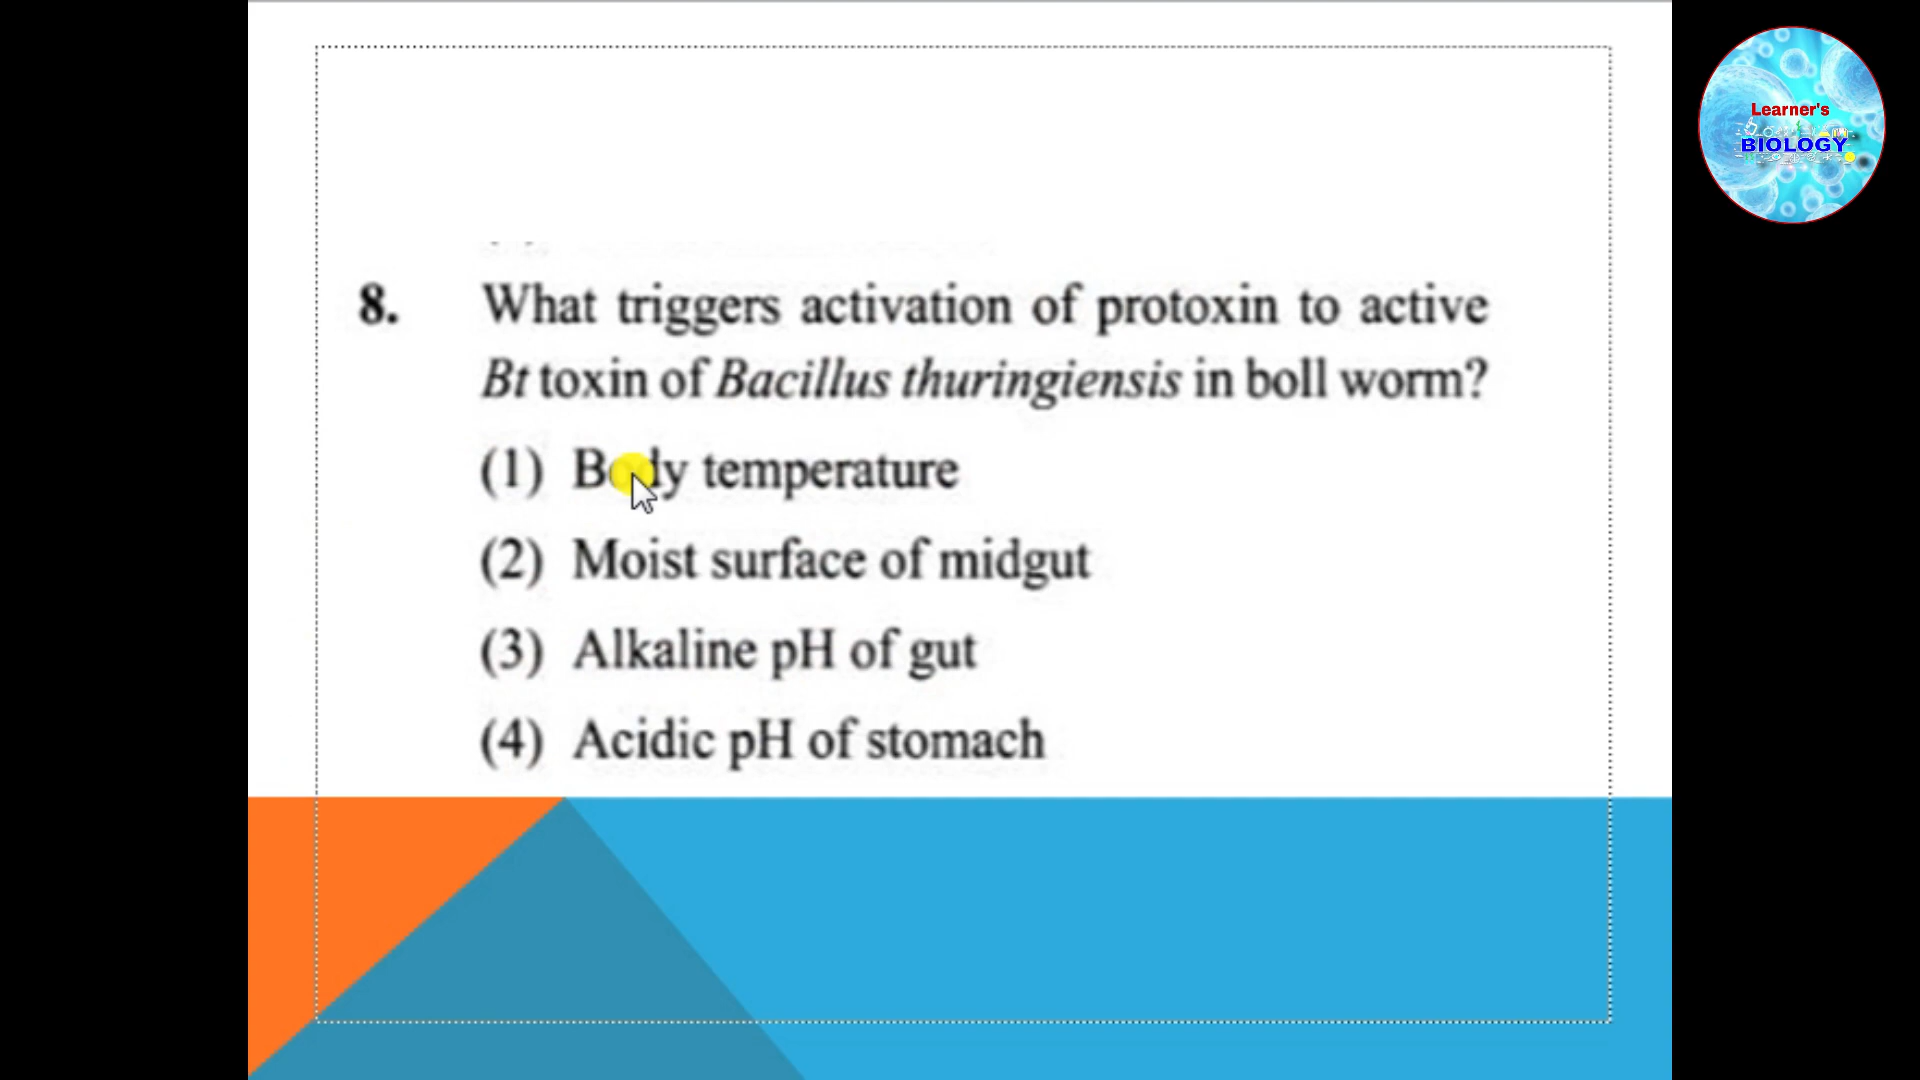 Learner's
BIOLOGY
8. What triggers activation of protoxin to active
Bt toxin of Bacillus thuringiensis in boll worm?
(1) Body temperature
(2) Moist surface of midgut
(3) Alkaline pH of gut
(4) Acidic pH of stomach